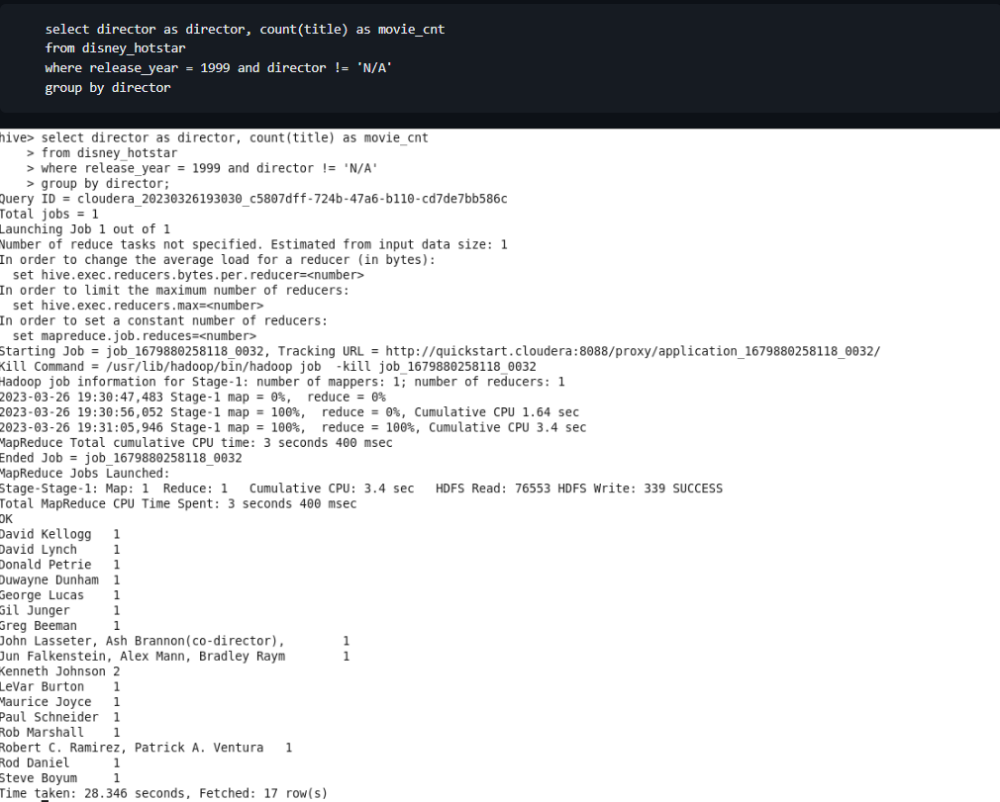 select director as director, count(title) as movie_cnt
from disney_hotstar
where release_year = 1999 and director != 'N/A'
group by director
hive> select director as director, count(title) as movie_cnt
    > from disney_hotstar
    > where release_year = 1999 and director != 'N/A'
    > group by director;
Query ID = cloudera_20230326193030_c5807dff-724b-47a6-b110-cd7de7bb586c
Total jobs = 1
Launching Job 1 out of 1
Number of reduce tasks not specified. Estimated from input data size: 1
In order to change the average load for a reducer (in bytes):
  set hive.exec.reducers.bytes.per.reducer=<number>
In order to limit the maximum number of reducers:
  set hive.exec.reducers.max=<number>
In order to set a constant number of reducers:
  set mapreduce.job.reduces=<number>
Starting Job = job_1679880258118_0032, Tracking URL = http://quickstart.cloudera:8088/proxy/application_1679880258118_0032/
Kill Command = /usr/lib/hadoop/bin/hadoop job  -kill job_1679880258118_0032
Hadoop job information for Stage-1: number of mappers: 1; number of reducers: 1
2023-03-26 19:30:47,483 Stage-1 map = 0%,  reduce = 0%
2023-03-26 19:30:56,052 Stage-1 map = 100%,  reduce = 0%, Cumulative CPU 1.64 sec
2023-03-26 19:31:05,946 Stage-1 map = 100%,  reduce = 100%, Cumulative CPU 3.4 sec
MapReduce Total cumulative CPU time: 3 seconds 400 msec
Ended Job = job_1679880258118_0032
MapReduce Jobs Launched:
Stage-Stage-1: Map: 1  Reduce: 1   Cumulative CPU: 3.4 sec   HDFS Read: 76553 HDFS Write: 339 SUCCESS
Total MapReduce CPU Time Spent: 3 seconds 400 msec
OK
David Kellogg	1
David Lynch	1
Donald Petrie	1
Duwayne Dunham	1
George Lucas	1
Gil Junger	1
Greg Beeman	1
John Lasseter, Ash Brannon(co-director),	1
Jun Falkenstein, Alex Mann, Bradley Raym	1
Kenneth Johnson	2
LeVar Burton	1
Maurice Joyce	1
Paul Schneider	1
Rob Marshall	1
Robert C. Ramirez, Patrick A. Ventura	1
Rod Daniel	1
Steve Boyum	1
Time taken: 28.346 seconds, Fetched: 17 row(s)